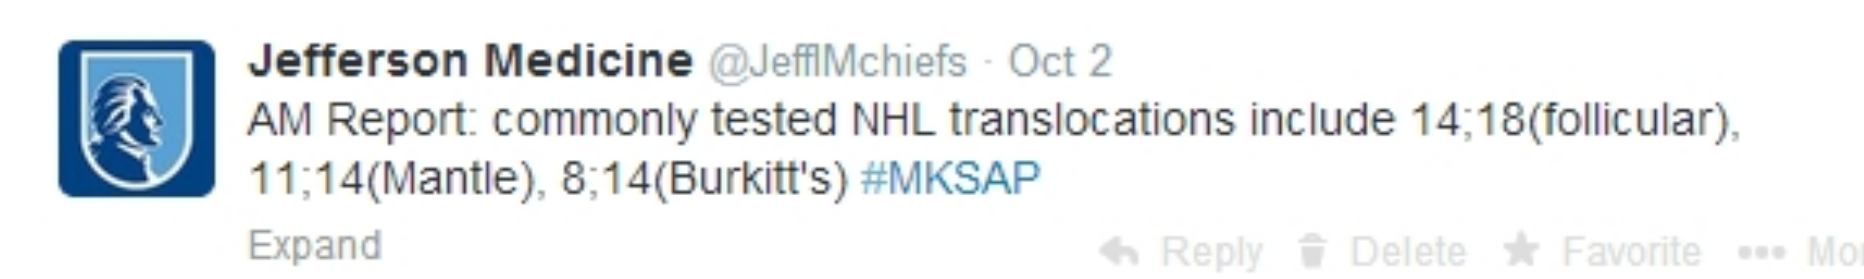 Jefferson Medicine @JeffIMchiefs · Oct 2
AM Report: commonly tested NHL translocations include 14;18(follicular),
11;14(Mantle), 8;14(Burkitt's) #MKSAP
Expand Reply Delete Favorite